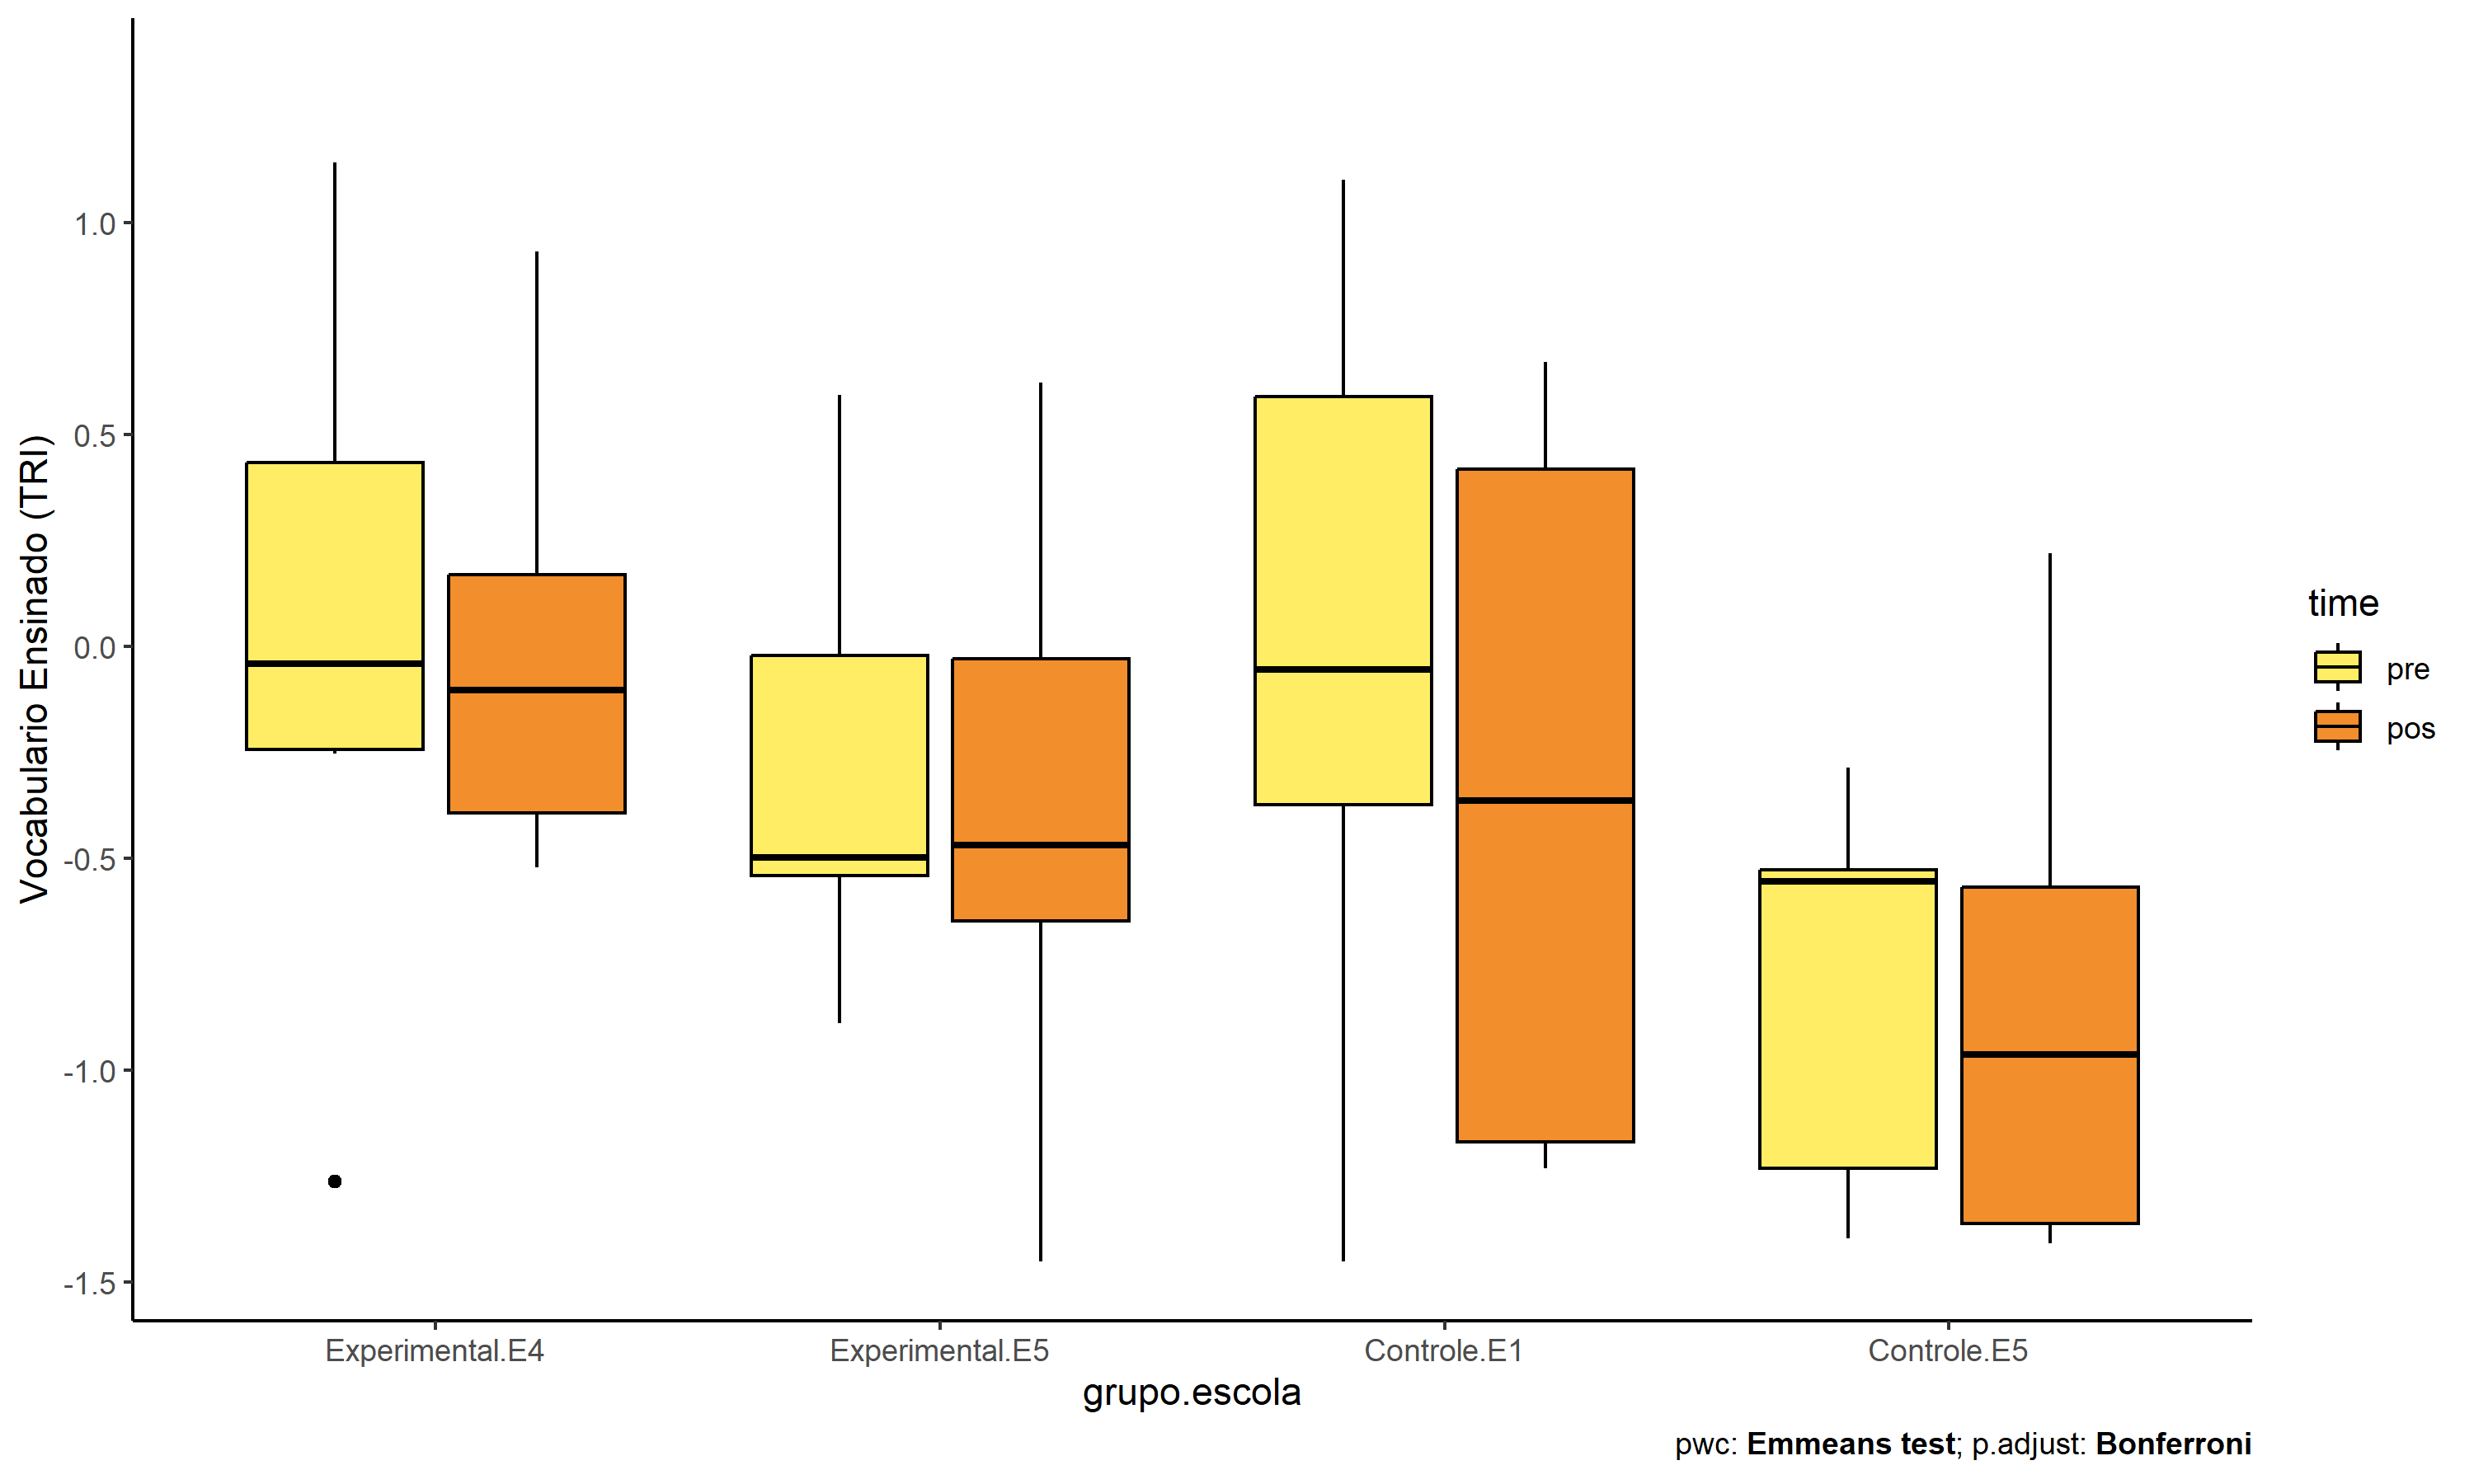 Vocabulario Ensinado (TRI)
1.0
0.5
0.0
-0.5
-1.0
-1.5
Experimental.E4
Experimental.E5
Controle.E1
Controle.E5
grupo.escola
time
pre
pos
pwc: Emmeans test; p.adjust: Bonferroni